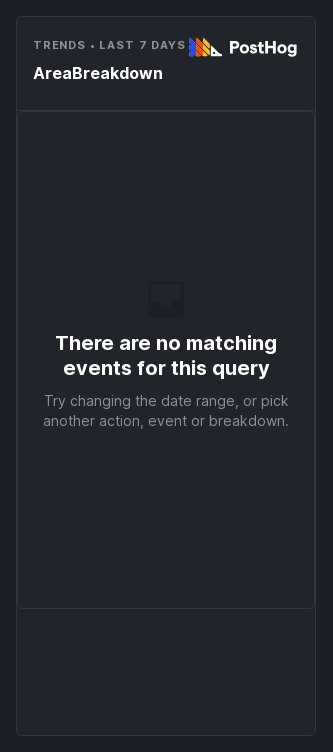 TRENDS • LAST 7 DAYS
PostHog
AreaBreakdown
There are no matching
events for this query
Try changing the date range, or pick
another action, event or breakdown.